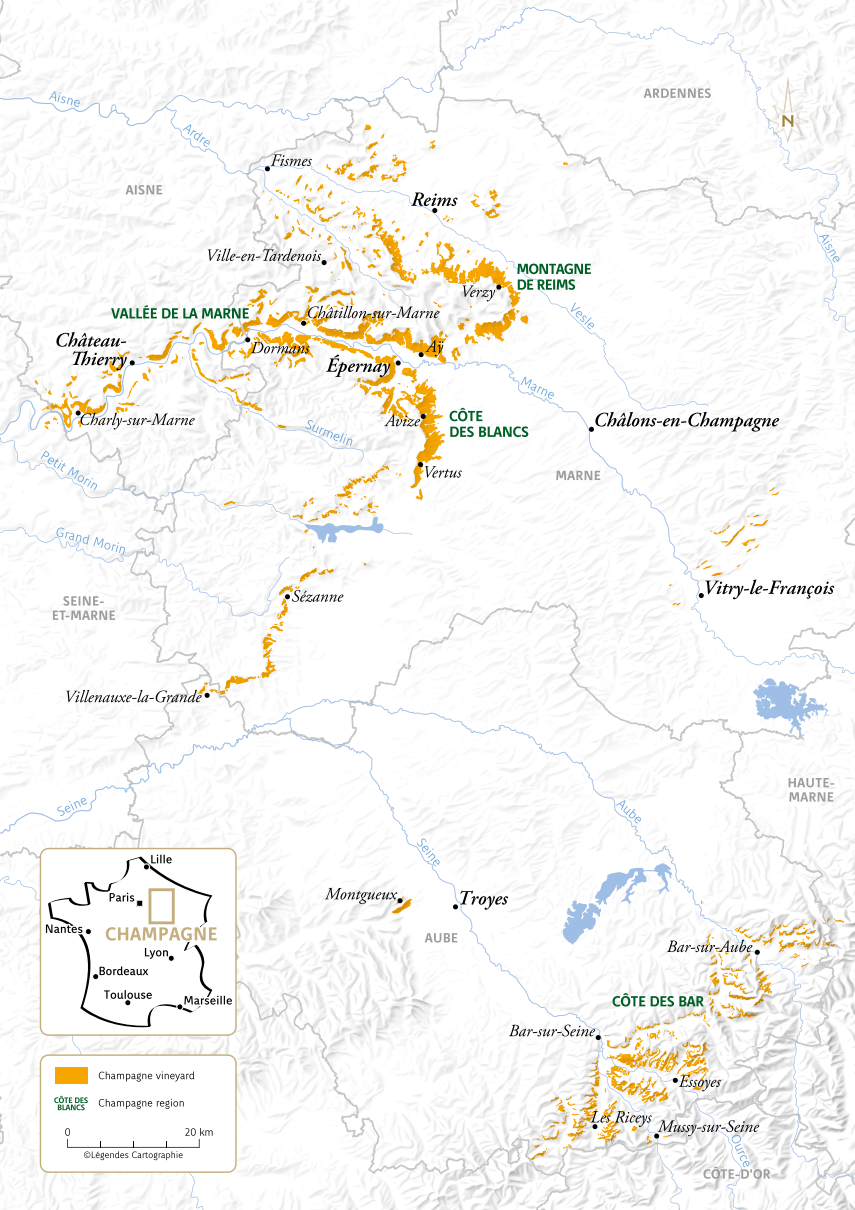 ARDENNES
N
Aisne
Ardre
Fismes
AISNE
Reims
Aisne
Ville-en-Tardenois
MONTAGNE
DE REIMS
Verzy
VALLÉE DE LA MARNE
Châtillon-sur-Marne
Vesle
Château-
Thierry
Dormans
Aÿ
Épernay
Marne
Charly-sur-Marne
Avize
CÔTE
DES BLANCS
Châlons-en-Champagne
Surmelin
Petit Morin
Vertus
MARNE
Grand Morin
Vitry-le-François
SEINE-
ET-MARNE
Sézanne
Villenauxe-la-Grande
HAUTE-
MARNE
Seine
Aube
Seine
Montgueux
Troyes
AUBE
Bar-sur-Aube
CÔTE DES BAR
Bar-sur-Seine
Essoyes
Les Riceys
Mussy-sur-Seine
Ource
CÔTE-D'OR
Lille
Paris
Nantes
CHAMPAGNE
Lyon
Bordeaux
Toulouse
Marseille
Champagne vineyard
CÔTE DES
BLANCS
Champagne region
0 20 km
©Légendes Cartographie